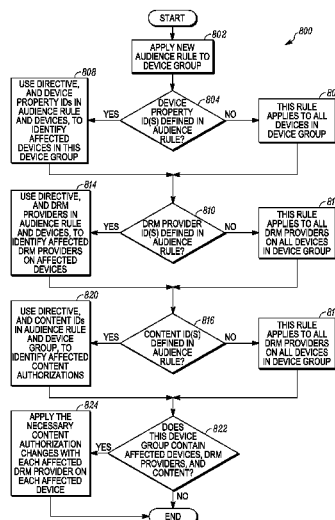 START
800
802
APPLY NEW
AUDIENCE RULE TO
DEVICE GROUP
808
USE DIRECTIVE,
AND DEVICE
PROPERTY IDs IN
AUDIENCE RULE
AND DEVICES, TO
IDENTIFY
AFFECTED
DEVICES IN THIS
DEVICE GROUP
YES
804
DEVICE
PROPERTY
ID(S) DEFINED IN
AUDIENCE
RULE?
NO
THIS RULE
APPLIES TO ALL
DEVICES IN
DEVICE GROUP
814
USE DIRECTIVE,
AND DRM
PROVIDERS IN
AUDIENCE RULE
AND DEVICES, TO
IDENTIFY AFFECTED
DRM PROVIDERS
ON AFFECTED
DEVICES
YES
810
DRM PROVIDER
ID(S) DEFINED IN
AUDIENCE
RULE?
NO
THIS RULE
APPLIES TO ALL
DRM PROVIDERS
ON ALL DEVICES
IN DEVICE GROUP
820
USE DIRECTIVE,
AND CONTENT IDs
IN AUDIENCE RULE
AND DEVICE
GROUP, TO
IDENTIFY AFFECTED
CONTENT
AUTHORIZATIONS
YES
816
CONTENT ID(S)
DEFINED IN
AUDIENCE
RULE?
NO
THIS RULE
APPLIES TO ALL
DRM PROVIDERS
ON ALL DEVICES
IN DEVICE GROUP
824
APPLY THE
NECESSARY
CONTENT
AUTHORIZATION
CHANGES WITH
EACH AFFECTED
DRM PROVIDER ON
EACH AFFECTED
DEVICE
YES
822
DOES
THIS DEVICE
GROUP CONTAIN
AFFECTED DEVICES, DRM
PROVIDERS, AND
CONTENT?
NO
END